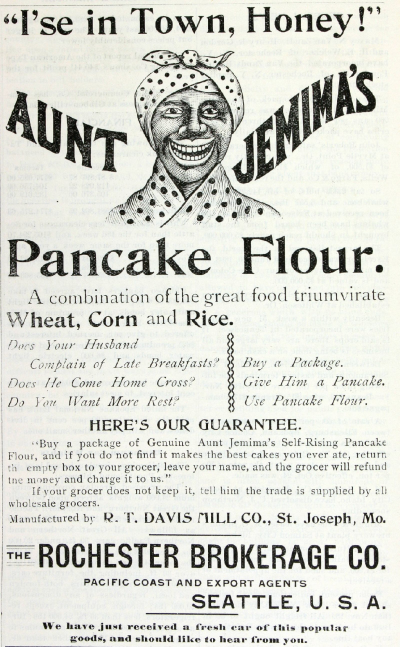 "I'se in Town, Honey!"
AUNT JEMIMA'S
Pancake Flour.
A combination of the great food triumvirate
Wheat, Corn and Rice.
Does Your Husband
Complain of Late Breakfasts?
Does He Come Home Cross?
Do You Want More Rest?
Buy a Package.
Give Him a Pancake.
Use Pancake Flour.
HERE'S OUR GUARANTEE.
"Buy a package of Genuine Aunt Jemima's Self-Rising Pancake
Flour, and if you do not find it makes the best cakes you ever ate, return
the empty box to your grocer, leave your name, and the grocer will refund
the money and charge it to us."
If your grocer does not keep it, tell him the trade is supplied by all
wholesale grocers.
Manufactured by R. T. DAVIS MILL CO., St. Joseph, Mo.
THE ROCHESTER BROKERAGE CO.
PACIFIC COAST AND EXPORT AGENTS
SEATTLE, U. S. A.
We have just received a fresh car of this popular
goods, and should like to hear from you.